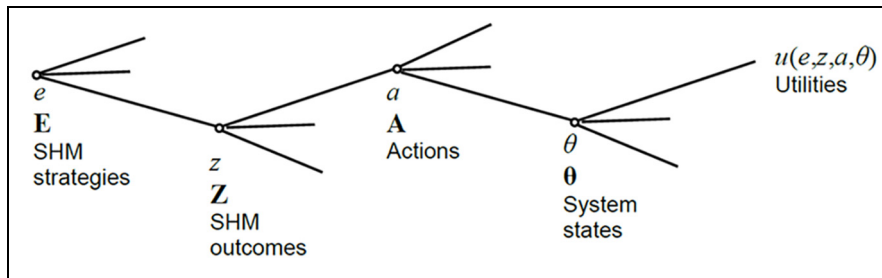 e
E
SHM
strategies
z
Z
SHM
outcomes
a
A
Actions
θ
θ
System
states
u(e,z,a,θ)
Utilities